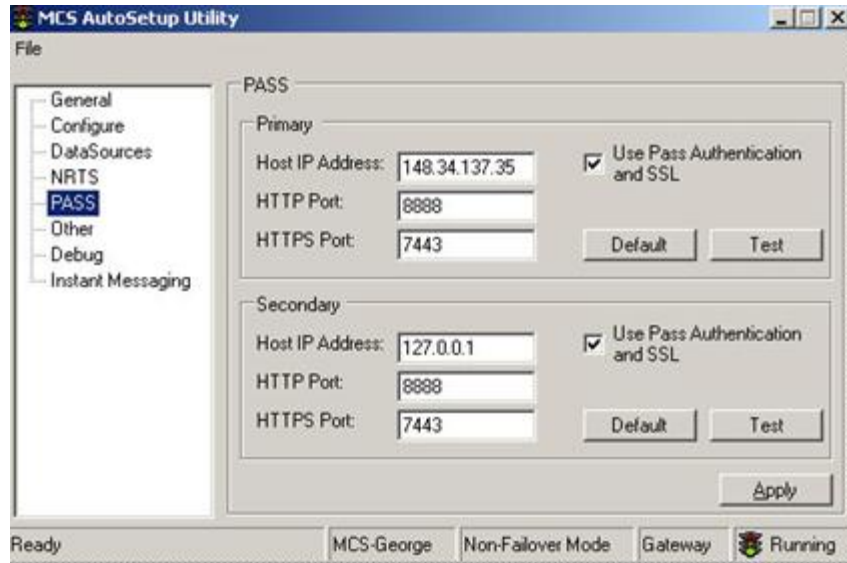 MCS AutoSetup Utility
File
General
Configure
DataSources
NRTS
PASS
Other
Debug
Instant Messaging
PASS
Primary
Host IP Address: 148.34.137.35
Use Pass Authentication
and SSL
HTTP Port: 8888
HTTPS Port: 7443
Default Test
Secondary
Host IP Address: 127.0.0.1
Use Pass Authentication
and SSL
HTTP Port: 8888
HTTPS Port: 7443
Default Test
Apply
Ready MCS-George Non-Failover Mode Gateway Running